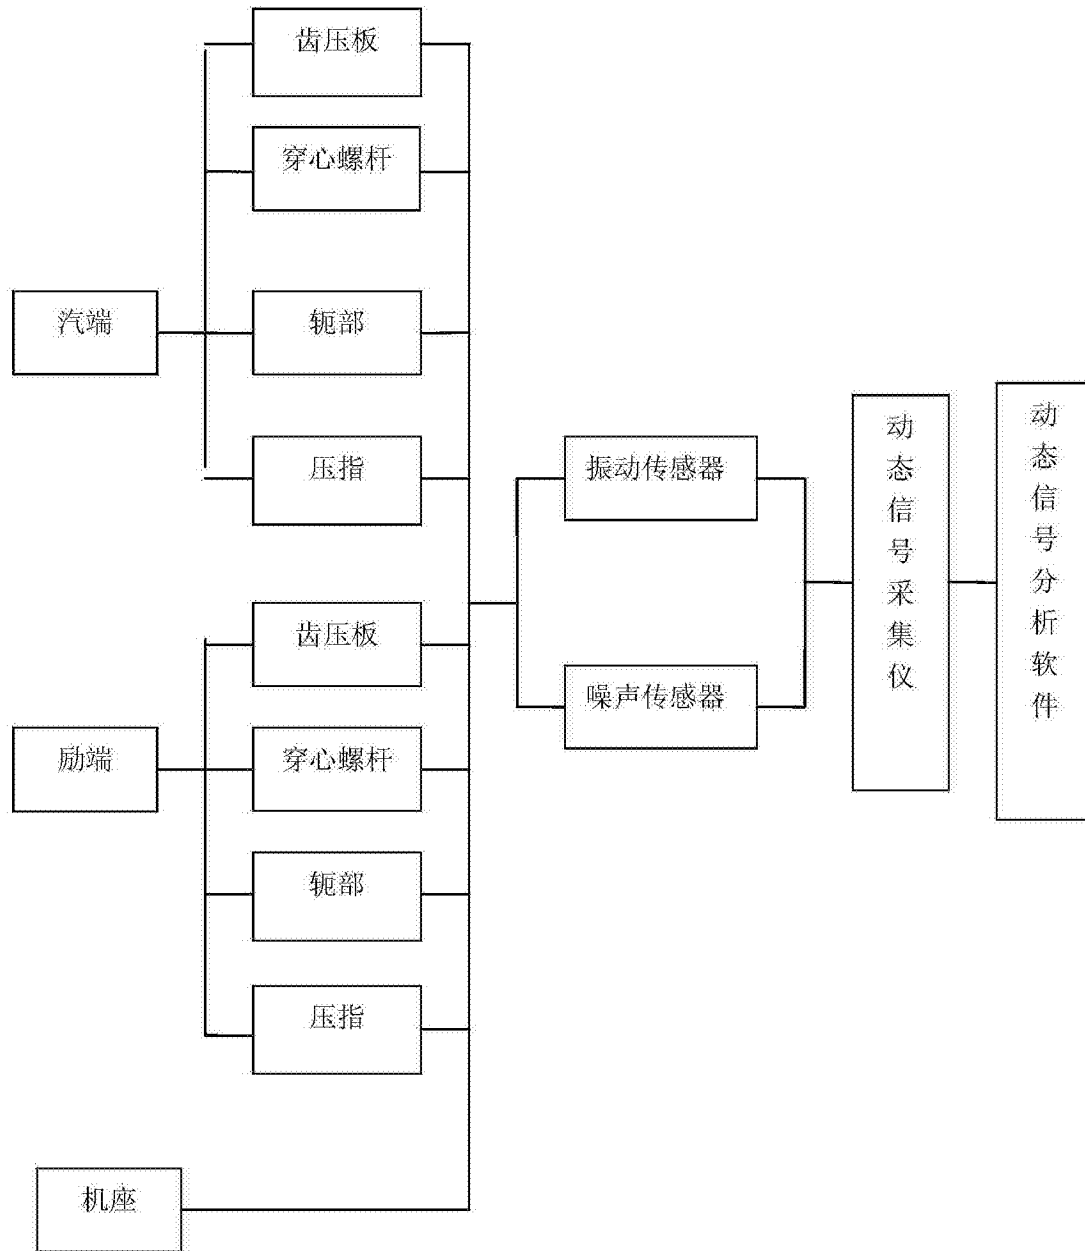 齿压板
穿心螺杆
汽端
轭部
压指
齿压板
励端
穿心螺杆
轭部
压指
机座
振动传感器
噪声传感器
动态信号采集仪
动态信号分析软件